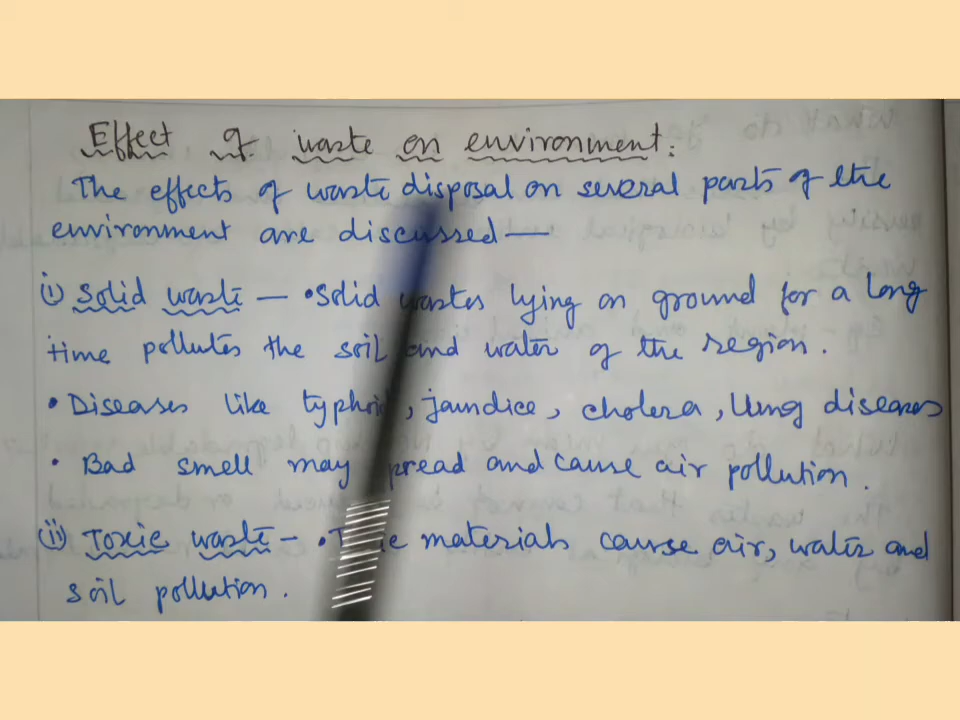 Effect of waste on environment:
The effects of waste disposal on several parts of the
environment are discussed —
(i) Solid waste — • Solid wastes lying on ground for a long
time pollutes the soil and water of the region.
• Diseases like typhoid, jaundice, cholera, lung diseases
• Bad smell may spread and cause air pollution.
(ii) Toxic waste - • materials cause air, water and
soil pollution.